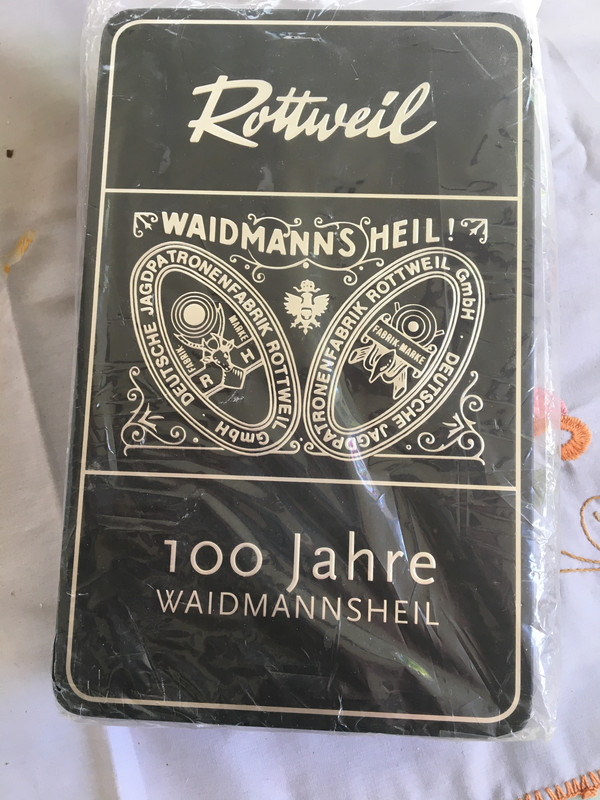 Rottweil
WAIDMANN'S HEIL!
DEUTSCHE JAGDPATRONENFABRIK ROTTWEIL GmbH
FABRIK MARKE
R H
DEUTSCHE JAGDPATRONENFABRIK ROTTWEIL GmbH
FABRIK-MARKE
100 Jahre
WAIDMANNSHEIL